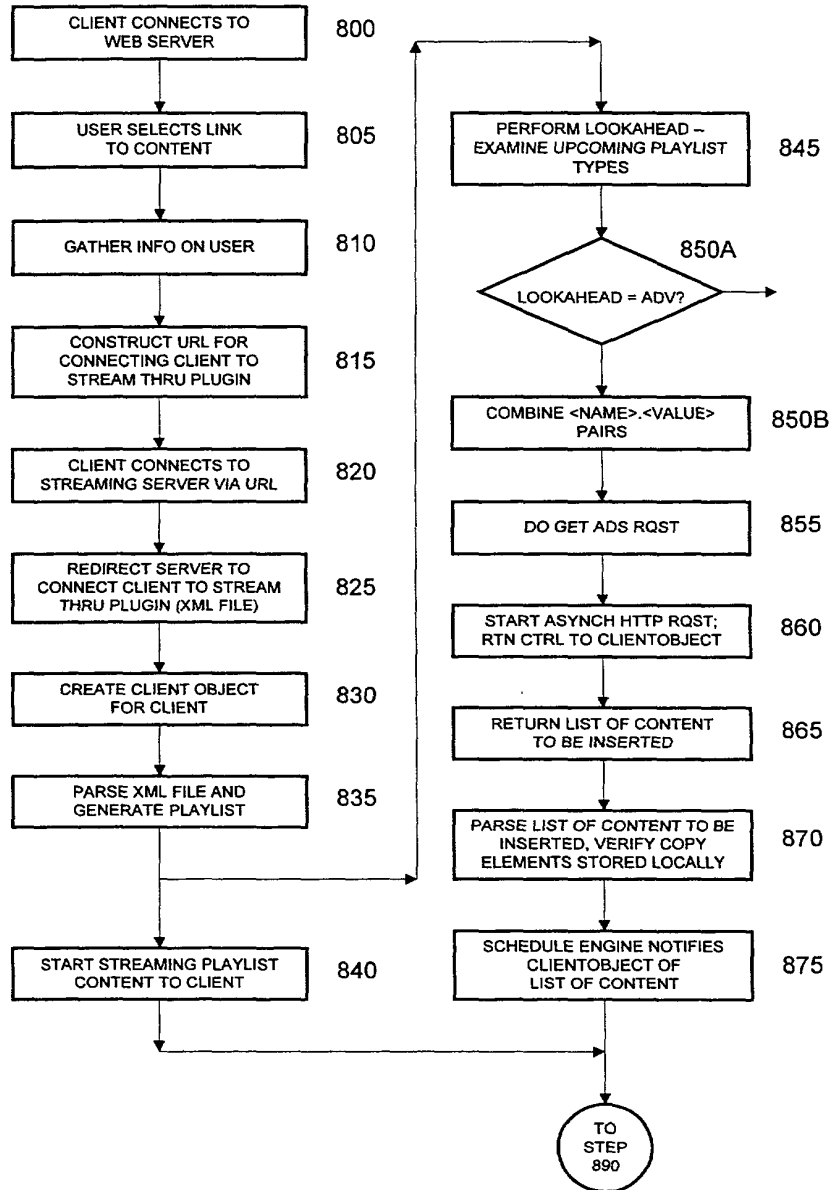 CLIENT CONNECTS TO
WEB SERVER
800
USER SELECTS LINK
TO CONTENT
805
GATHER INFO ON USER
810
CONSTRUCT URL FOR
CONNECTING CLIENT TO
STREAM THRU PLUGIN
815
CLIENT CONNECTS TO
STREAMING SERVER VIA URL
820
REDIRECT SERVER TO
CONNECT CLIENT TO STREAM
THRU PLUGIN (XML FILE)
825
CREATE CLIENT OBJECT
FOR CLIENT
830
PARSE XML FILE AND
GENERATE PLAYLIST
835
START STREAMING PLAYLIST
CONTENT TO CLIENT
840
PERFORM LOOKAHEAD –
EXAMINE UPCOMING PLAYLIST
TYPES
845
850A
LOOKAHEAD = ADV?
COMBINE <NAME>.<VALUE>
PAIRS
850B
DO GET ADS RQST
855
START ASYNCH HTTP RQST;
RTN CTRL TO CLIENTOBJECT
860
RETURN LIST OF CONTENT
TO BE INSERTED
865
PARSE LIST OF CONTENT TO BE
INSERTED, VERIFY COPY
ELEMENTS STORED LOCALLY
870
SCHEDULE ENGINE NOTIFIES
CLIENTOBJECT OF
LIST OF CONTENT
875
TO
STEP
890